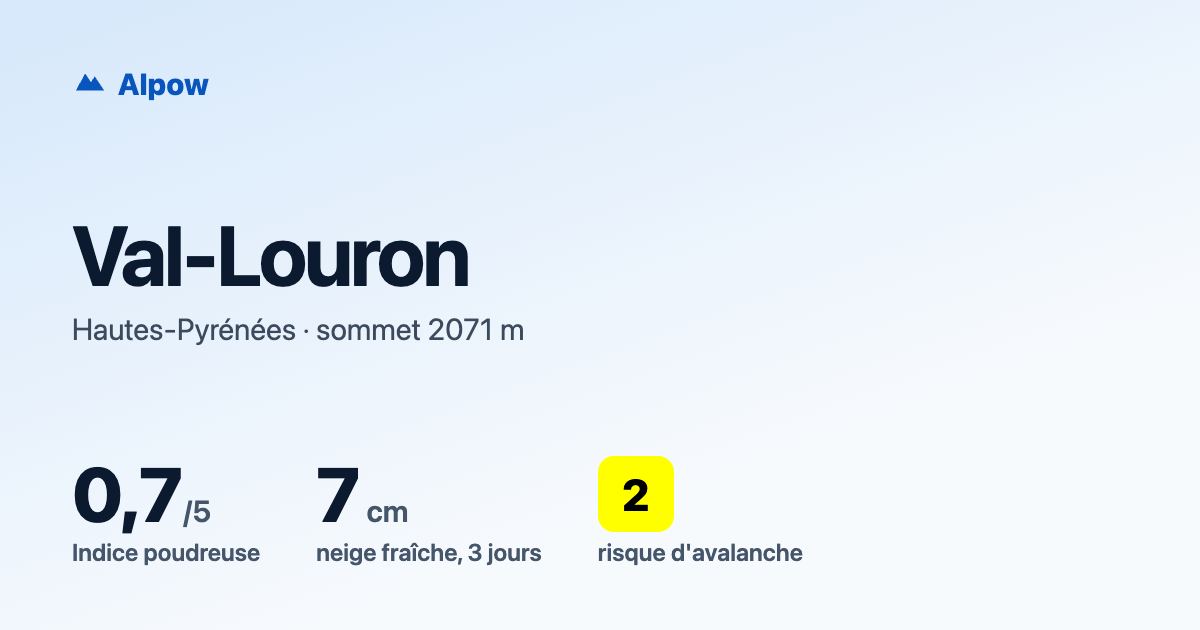 Alpow
Val-Louron
Hautes-Pyrénées · sommet 2071 m
0,7/5
Indice poudreuse
7 cm
neige fraîche, 3 jours
2
risque d'avalanche